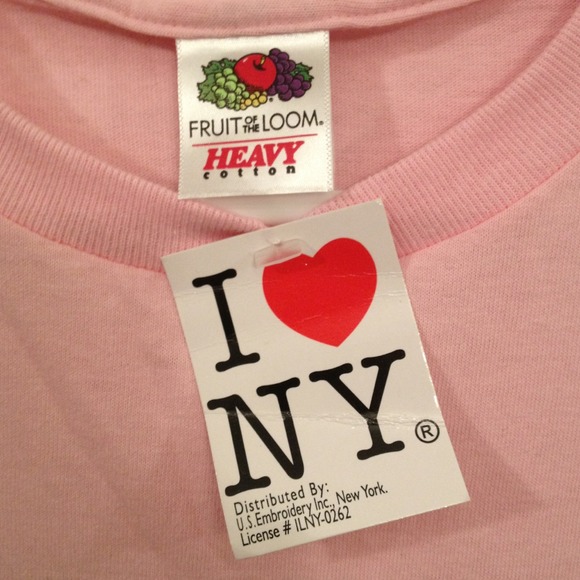 FRUIT OF THE LOOM®
HEAVY
cotton
I ♥
NY®
Distributed By:
U.S.Embroidery Inc., New York.
License # ILNY-0262